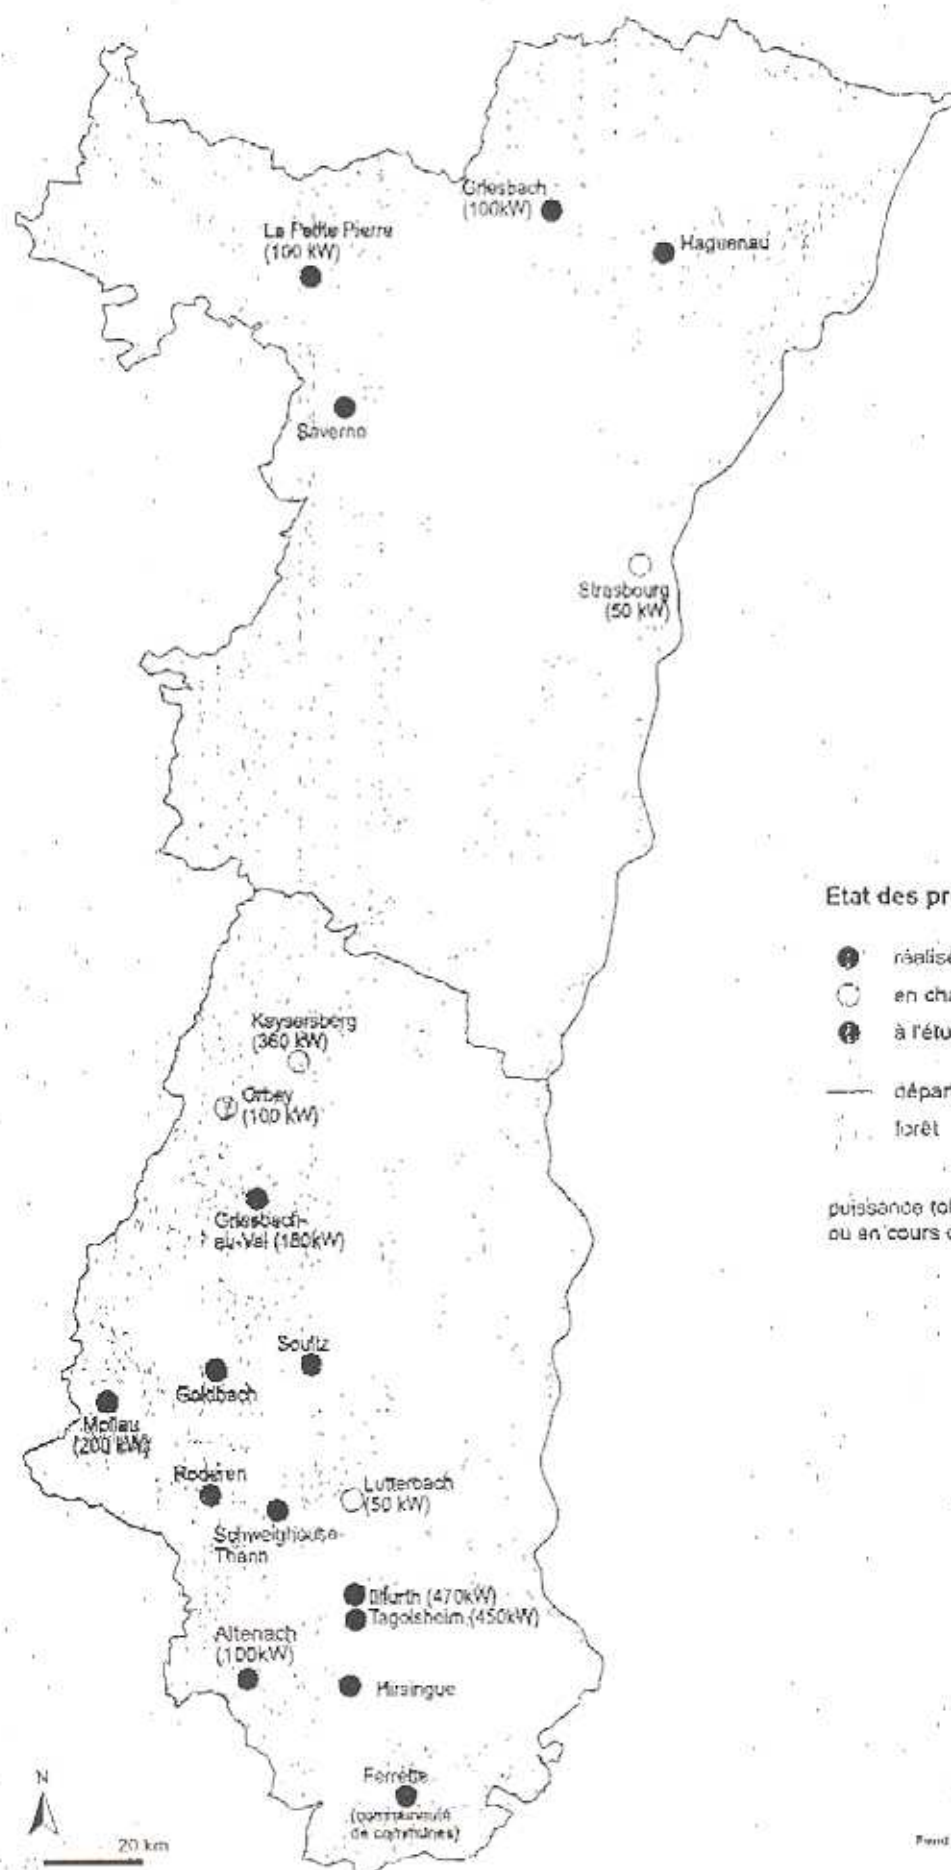 Griesbach
(100kW)
La Petite Pierre
(100 kW)
Haguenau
Saverne
Strasbourg
(50 kW)
Etat des pr
réalisé
en cha
à l'étu
dépar
forêt
puissance
ou en cours
Kaysersberg
(360 kW)
Orbey
(100 kW)
Griesbach-
au-Val (180kW)
Soultz
Goldbach
Mollau
(200 kW)
Roderen
Lutterbach
(50 kW)
Schweighouse-
Thann
Illfurth (470kW)
Tagolsheim (450kW)
Altenach
(100kW)
Hirsingue
Ferrette
(communauté
de communes)
N
20 km
Fond